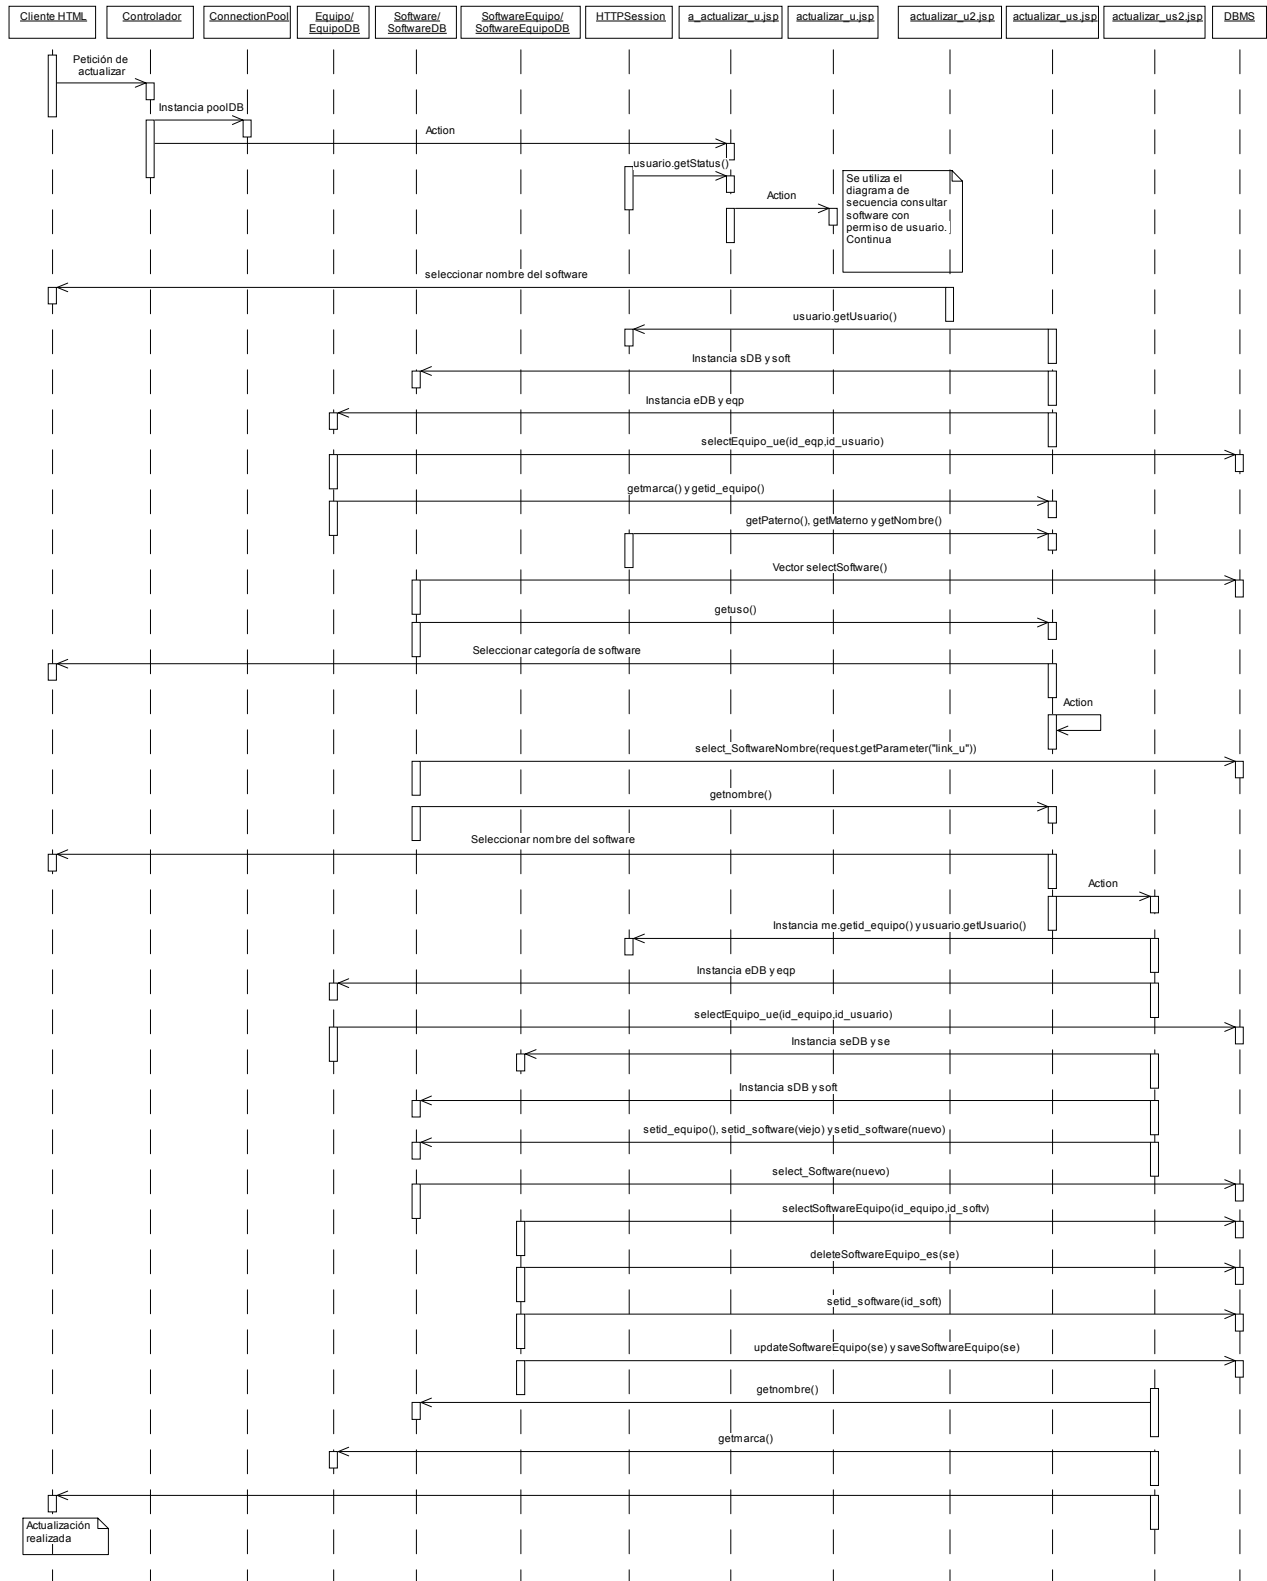 Cliente HTML
Controlador
ConnectionPool
Equipo/
EquipoDB
Software/
SoftwareDB
SoftwareEquipo/
SoftwareEquipoDB
HTTPSession
a_actualizar_u.jsp
actualizar_u.jsp
actualizar_u2.jsp
actualizar_us.jsp
actualizar_us2.jsp
DBMS
Petición de
actualizar
Instancia poolDB
Action
usuario.getStatus()
Action
Se utiliza el
diagrama de
secuencia consultar
software con
permiso de usuario.
Continua
seleccionar nombre del software
usuario.getUsuario()
Instancia sDB y soft
Instancia eDB y eqp
selectEquipo_ue(id_eqp,id_usuario)
getmarca() y getid_equipo()
getPaterno(), getMaterno y getNombre()
Vector selectSoftware()
getuso()
Seleccionar categoría de software
Action
select_SoftwareNombre(request.getParameter("link_u"))
getnombre()
Seleccionar nombre del software
Action
Instancia me.getid_equipo() y usuario.getUsuario()
Instancia eDB y eqp
selectEquipo_ue(id_equipo,id_usuario)
Instancia seDB y se
Instancia sDB y soft
setid_equipo(), setid_software(viejo) y setid_software(nuevo)
select_Software(nuevo)
selectSoftwareEquipo(id_equipo,id_softv)
deleteSoftwareEquipo_es(se)
setid_software(id_soft)
updateSoftwareEquipo(se) y saveSoftwareEquipo(se)
getnombre()
getmarca()
Actualización
realizada